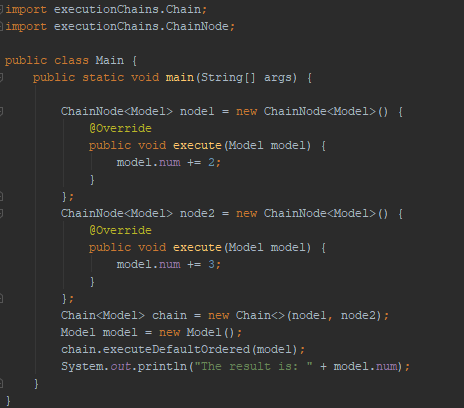 import executionChains.Chain;
import executionChains.ChainNode;
public class Main {
public static void main(String[] args) {
ChainNode<Model> node1 = new ChainNode<Model>() {
@Override
public void execute(Model model) {
model.num += 2;
}
};
ChainNode<Model> node2 = new ChainNode<Model>() {
@Override
public void execute(Model model) {
model.num += 3;
}
};
Chain<Model> chain = new Chain<>(node1, node2);
Model model = new Model();
chain.executeDefaultOrdered(model);
System.out.println("The result is: " + model.num);
}
}